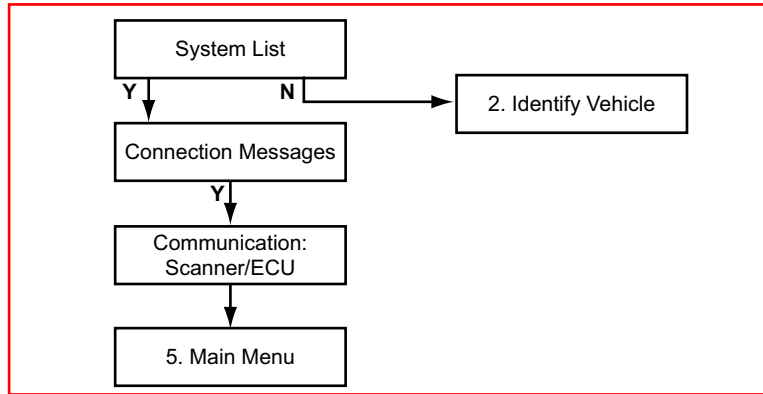 System List
Y
N
2. Identify Vehicle
Connection Messages
Y
Communication:
Scanner/ECU
5. Main Menu